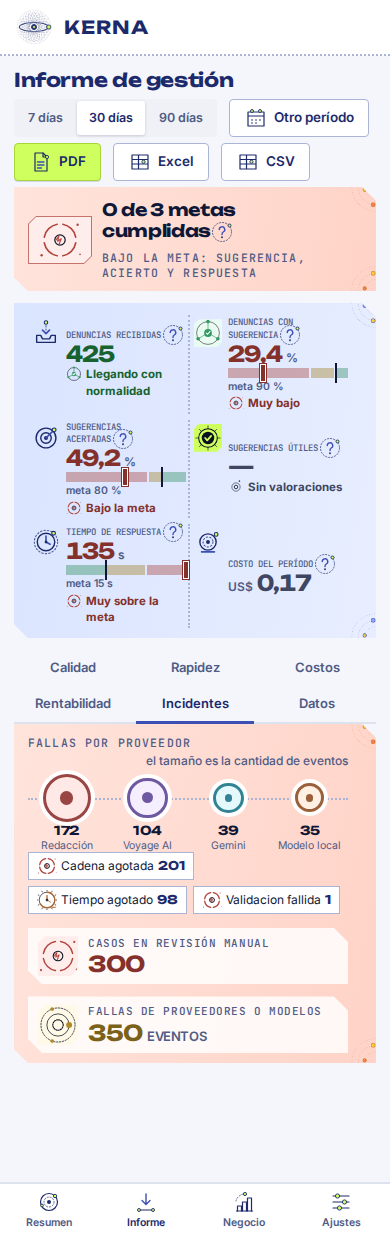 KERNA
Informe de gestión
7 días
30 días
90 días
Otro período
PDF
Excel
CSV
0 de 3 metas
cumplidas ?
BAJO LA META: SUGERENCIA,
ACIERTO Y RESPUESTA
DENUNCIAS RECIBIDAS ?
425
Llegando con
normalidad
DENUNCIAS CON
SUGERENCIA ?
29,4 %
meta 90 %
Muy bajo
SUGERENCIAS
ACERTADAS ?
49,2 %
meta 80 %
Bajo la meta
SUGERENCIAS ÚTILES ?
—
Sin valoraciones
TIEMPO DE RESPUESTA ?
135 s
meta 15 s
Muy sobre la
meta
COSTO DEL PERÍODO ?
US$ 0,17
Calidad
Rapidez
Costos
Rentabilidad
Incidentes
Datos
FALLAS POR PROVEEDOR
el tamaño es la cantidad de eventos
172
Redacción
104
Voyage AI
39
Gemini
35
Modelo local
Cadena agotada 201
Tiempo agotado 98
Validacion fallida 1
CASOS EN REVISIÓN MANUAL
300
FALLAS DE PROVEEDORES O MODELOS
350 EVENTOS
Resumen
Informe
Negocio
Ajustes